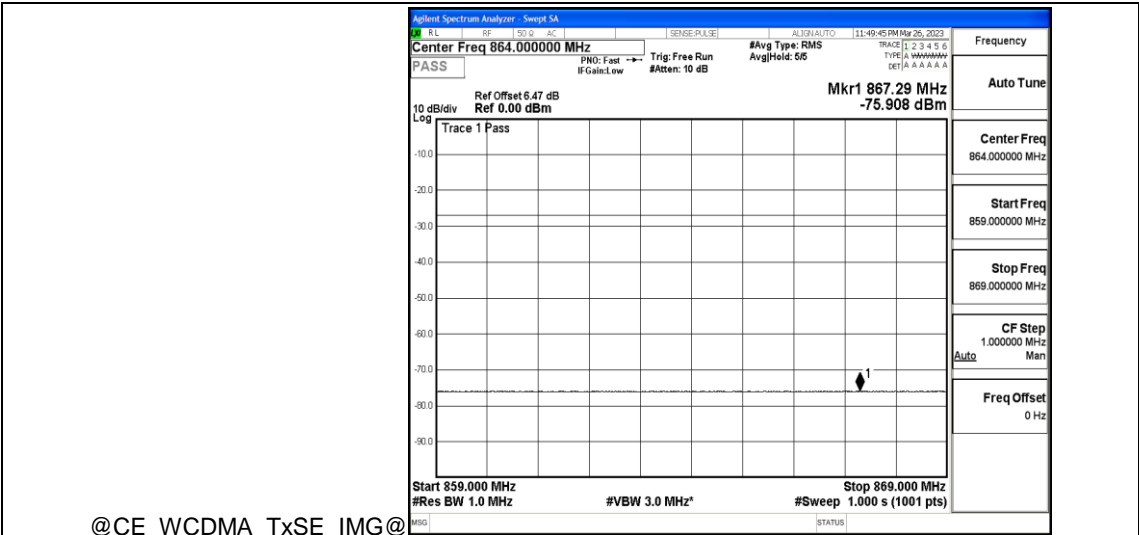 Agilent Spectrum Analyzer - Swept SA
RL RF 50 Ω AC SENSE:PULSE ALIGNAUTO 11:49:45 PM Mar 26, 2023
Center Freq 864.000000 MHz #Avg Type: RMS TRACE 1 2 3 4 5 6
PASS PNO: Fast Trig: Free Run Avg|Hold: 5/5 TYPE A WWWWW
IFGain:Low #Atten: 10 dB DET A A A A A A
Ref Offset 6.47 dB Mkr1 867.29 MHz
10 dB/div Ref 0.00 dBm -75.908 dBm
Log
Trace 1 Pass
-10.0
-20.0
-30.0
-40.0
-50.0
-60.0
-70.0
1
-80.0
-90.0
Start 859.000 MHz Stop 869.000 MHz
#Res BW 1.0 MHz #VBW 3.0 MHz* #Sweep 1.000 s (1001 pts)
MSG STATUS
Frequency
Auto Tune
Center Freq
864.000000 MHz
Start Freq
859.000000 MHz
Stop Freq
869.000000 MHz
CF Step
1.000000 MHz
Auto Man
Freq Offset
0 Hz
@CE_WCDMA_TxSE_IMG@